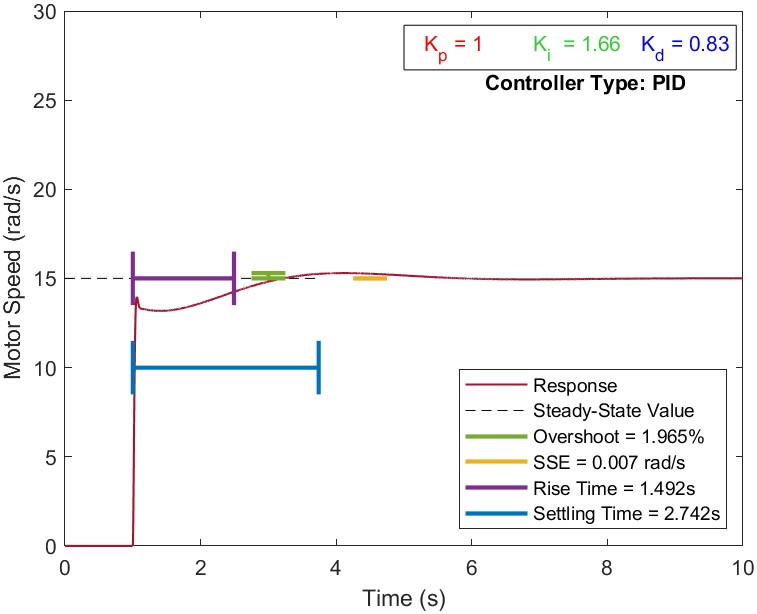 30
25
20
15
10
5
0
Motor Speed (rad/s)
Kp = 1 Ki = 1.66 Kd = 0.83
Controller Type: PID
Response
Steady-State Value
Overshoot = 1.965%
SSE = 0.007 rad/s
Rise Time = 1.492s
Settling Time = 2.742s
0 2 4 6 8 10
Time (s)